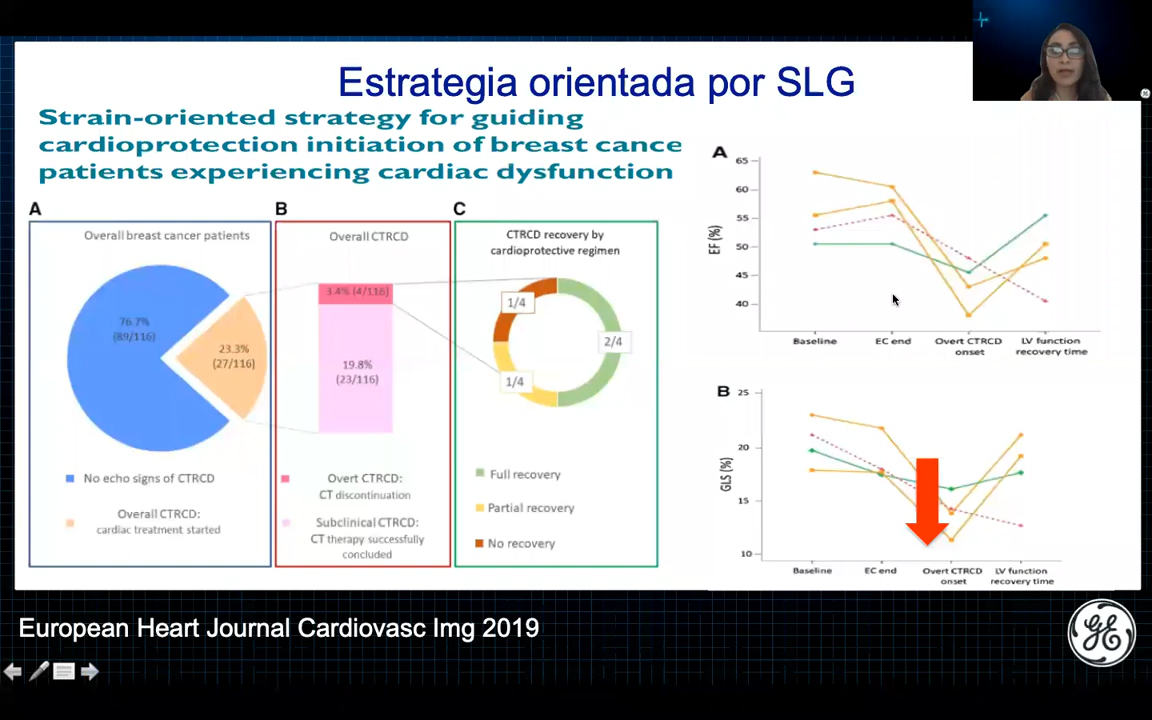 Estrategia orientada por SLG
Strain-oriented strategy for guiding
cardioprotection initiation of breast cance
patients experiencing cardiac dysfunction
A
Overall breast cancer patients
76.7%
(89/116)
23.3%
(27/116)
No echo signs of CTRCD
Overall CTRCD:
cardiac treatment started
B
Overall CTRCD
3.4% (4/116)
19.8%
(23/116)
Overt CTRCD:
CT discontinuation
Subclinical CTRCD:
CT therapy successfully
concluded
C
CTRCD recovery by
cardioprotective regimen
1/4
2/4
1/4
Full recovery
Partial recovery
No recovery
A
EF (%)
65
60
55
50
45
40
Baseline
EC end
Overt CTRCD
onset
LV function
recovery time
B
GLS (%)
25
20
15
10
Baseline
EC end
Overt CTRCD
onset
LV function
recovery time
European Heart Journal Cardiovasc Img 2019
GE